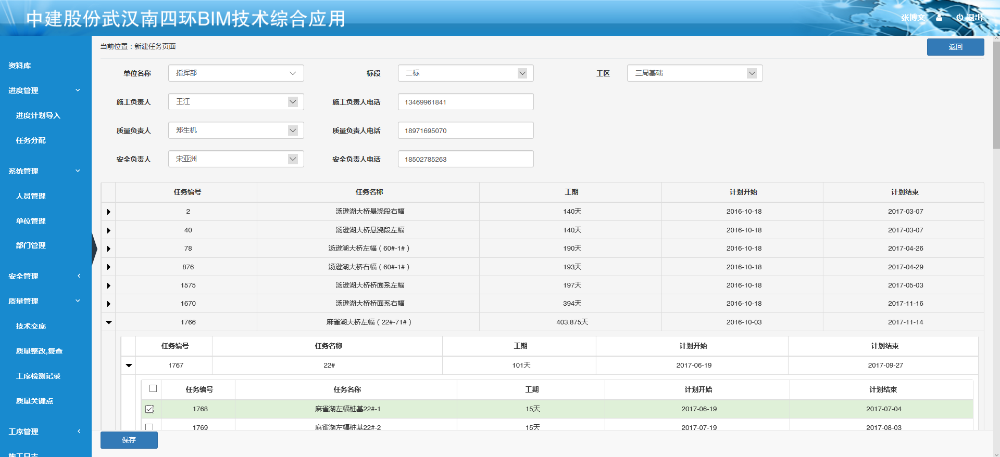 中建股份武汉南四环BIM技术综合应用
张博文 退出
资料库
进度管理
进度计划导入
任务分配
系统管理
人员管理
单位管理
部门管理
安全管理
质量管理
技术交底
质量整改,复查
工序检测记录
质量关键点
工序管理
施工日志
当前位置：新建任务页面
返回
单位名称 指挥部 标段 二标 工区 三局基础
施工负责人 王江 施工负责人电话 13469961841
质量负责人 郑生机 质量负责人电话 18971695070
安全负责人 宋亚洲 安全负责人电话 18502785263
任务编号 任务名称 工期 计划开始 计划结束
2 汤逊湖大桥悬浇段右幅 140天 2016-10-18 2017-03-07
40 汤逊湖大桥悬浇段左幅 140天 2016-10-18 2017-03-07
78 汤逊湖大桥左幅（60#-1#） 190天 2016-10-18 2017-04-26
876 汤逊湖大桥右幅（60#-1#） 193天 2016-10-18 2017-04-29
1575 汤逊湖大桥桥面系左幅 197天 2016-10-18 2017-05-03
1670 汤逊湖大桥桥面系右幅 394天 2016-10-18 2017-11-16
1766 麻雀湖大桥左幅（22#-71#） 403.875天 2016-10-03 2017-11-14
任务编号 任务名称 工期 计划开始 计划结束
1767 22# 101天 2017-06-19 2017-09-27
任务编号 任务名称 工期 计划开始 计划结束
1768 麻雀湖左幅桩基22#-1 15天 2017-06-19 2017-07-04
1769 麻雀湖左幅桩基22#-2 15天 2017-07-19 2017-08-03
保存